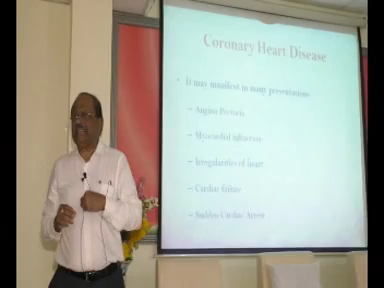 Coronary Heart Disease
• It may manifest in many presentations
– Angina Pectoris
– Myocardial infarction
– Irregularities of heart
– Cardiac failure
– Sudden Cardiac Arrest